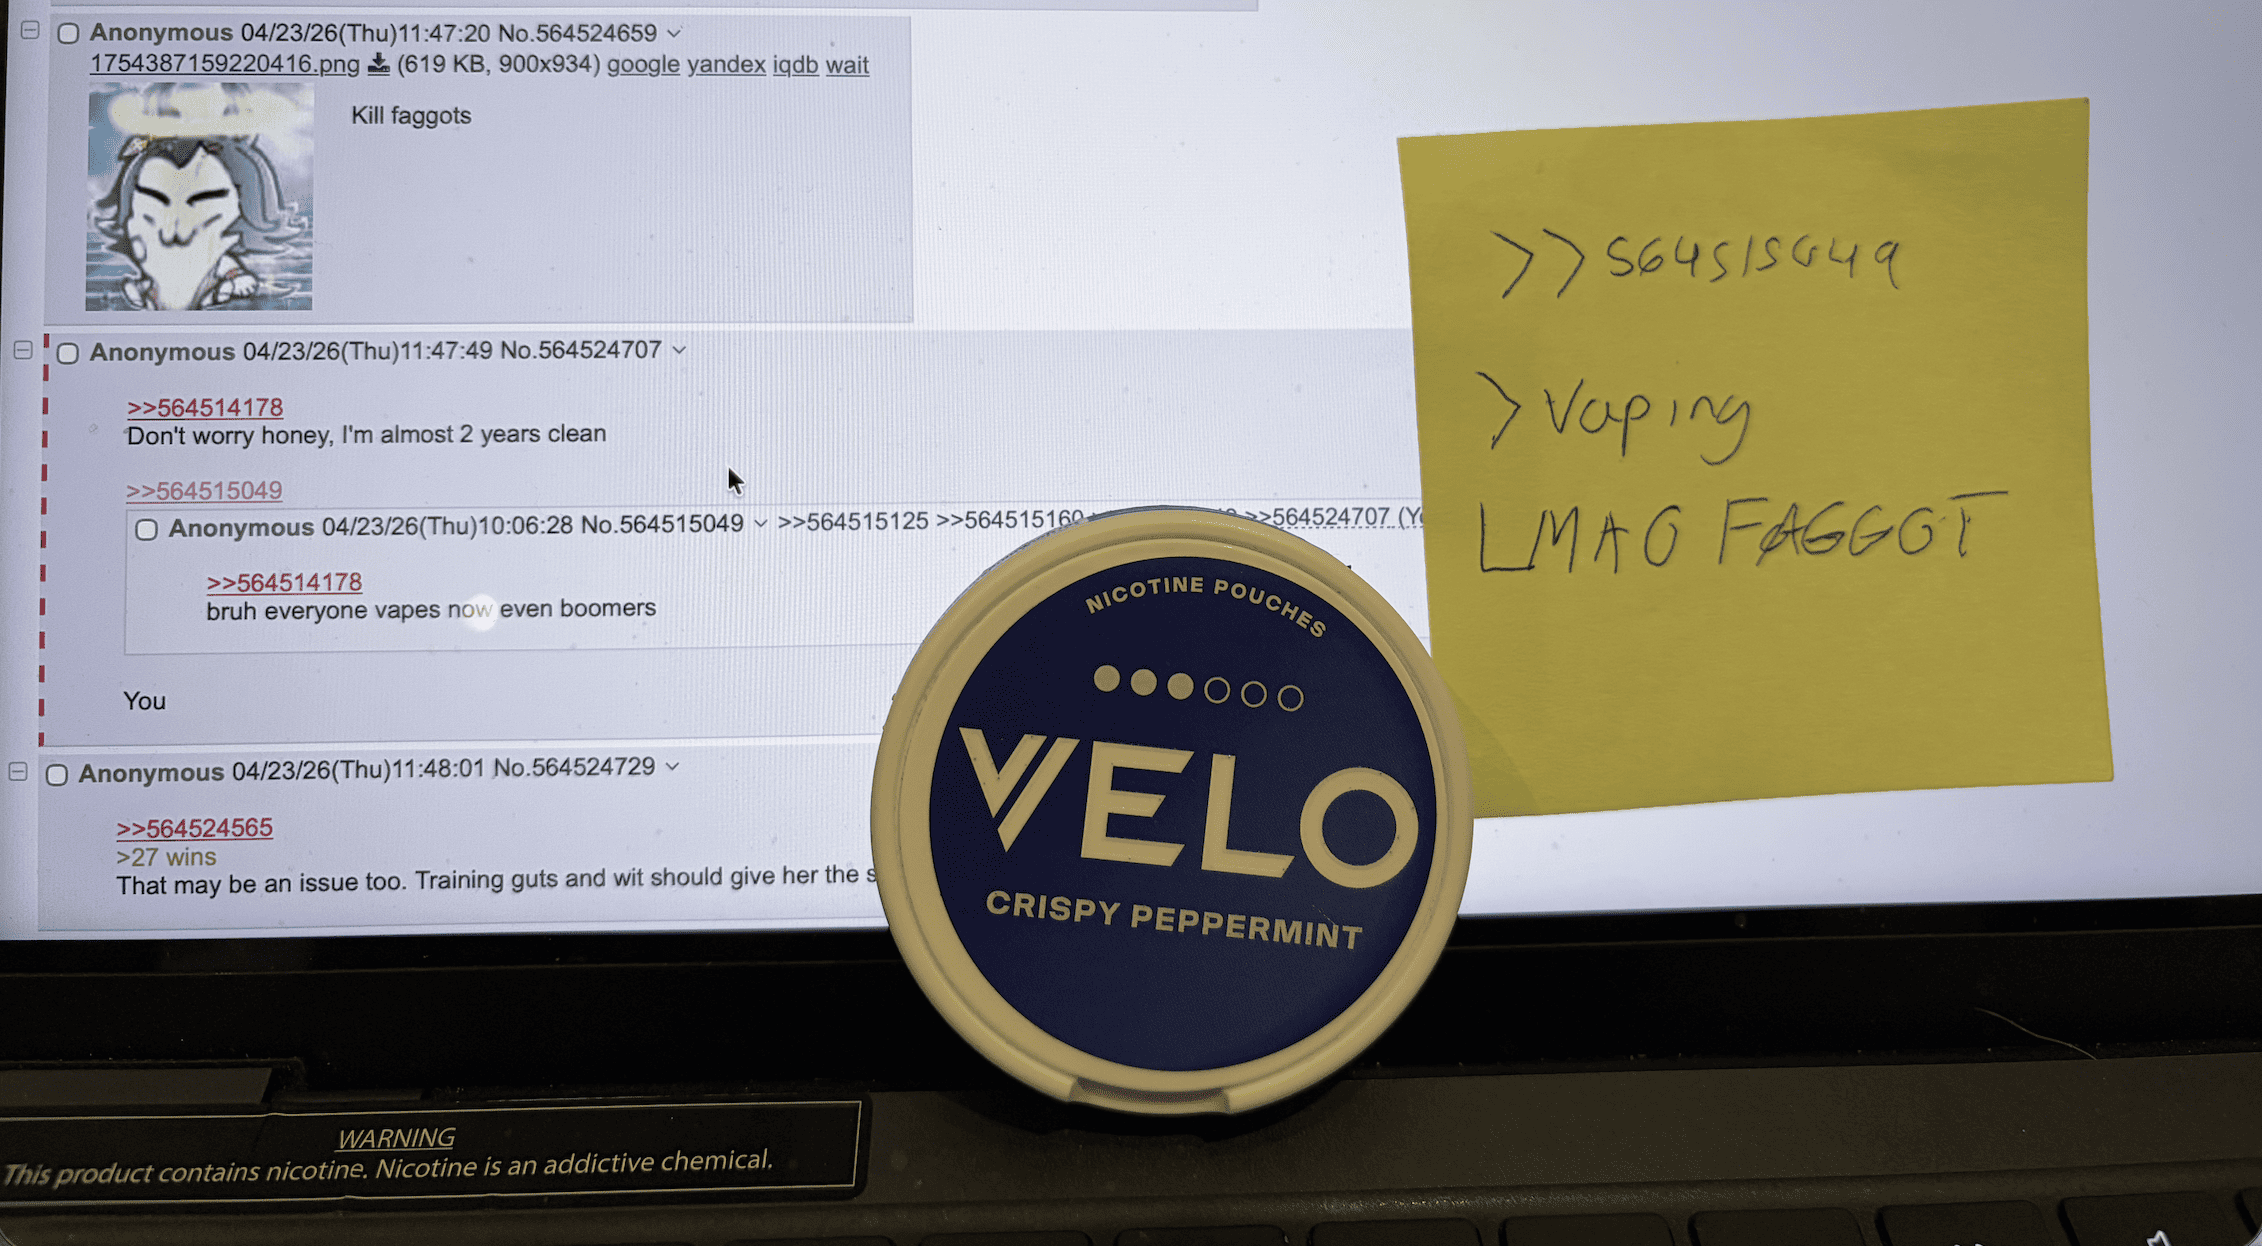 Anonymous 04/23/26(Thu)11:47:20 No.564524659
1754387159220416.png (619 KB, 900x934) google yandex iqdb wait
Kill faggots
Anonymous 04/23/26(Thu)11:47:49 No.564524707
>>564514178
Don't worry honey, I'm almost 2 years clean
>>564515049
Anonymous 04/23/26(Thu)10:06:28 No.564515049 >>564515125 >>564515160 >>564524707 (Y
>>564514178
bruh everyone vapes now even boomers
You
Anonymous 04/23/26(Thu)11:48:01 No.564524729
>>564524565
>27 wins
That may be an issue too. Training guts and wit should give her the s
>>564515049
>Vaping
LMAO FAGGOT
NICOTINE POUCHES
VELO
CRISPY PEPPERMINT
WARNING
This product contains nicotine. Nicotine is an addictive chemical.